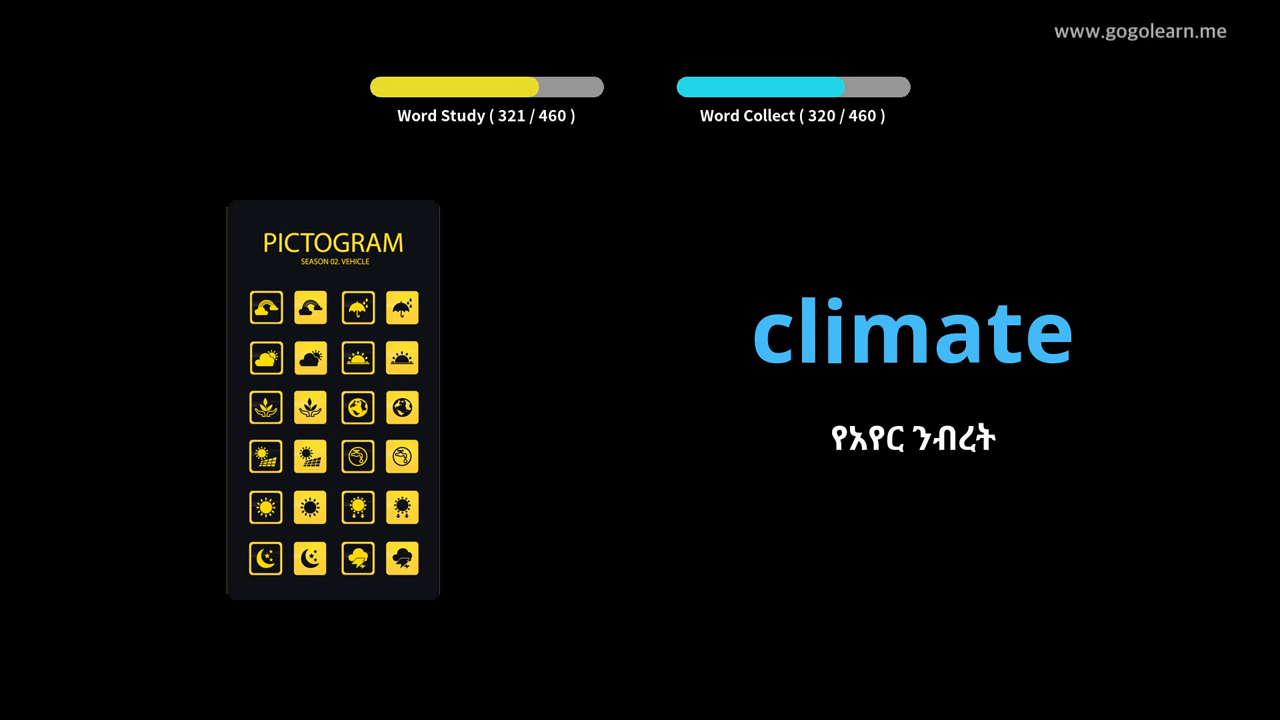 www.gogolearn.me
Word Study ( 321 / 460 )
Word Collect ( 320 / 460 )
PICTOGRAM
SEASON 02. VEHICLE
climate
የአየር ንብረት